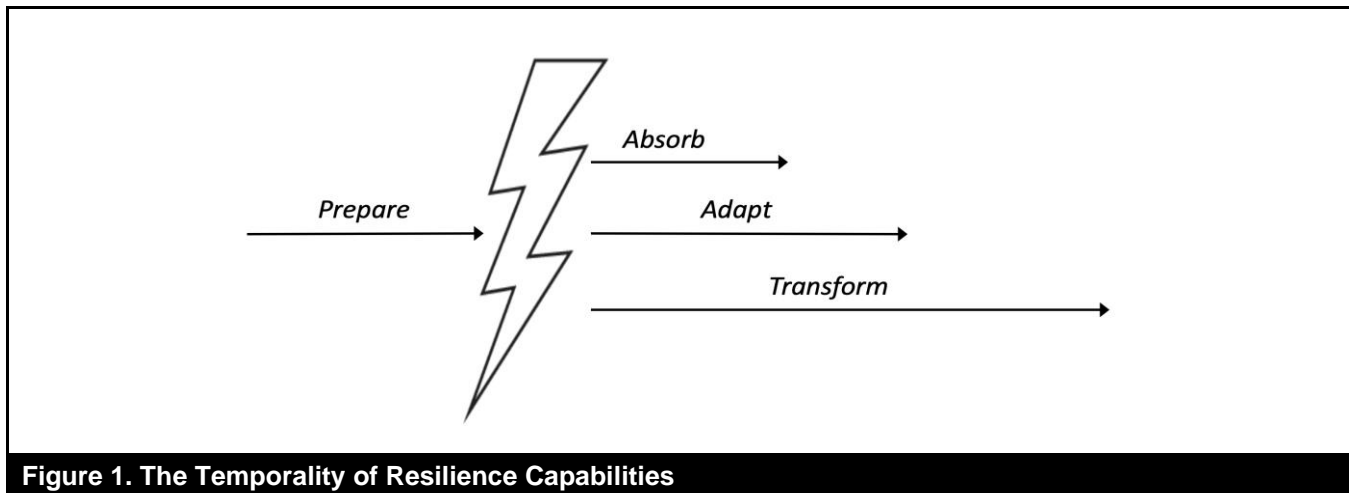 Absorb
Prepare
Adapt
Transform
Figure 1. The Temporality of Resilience Capabilities